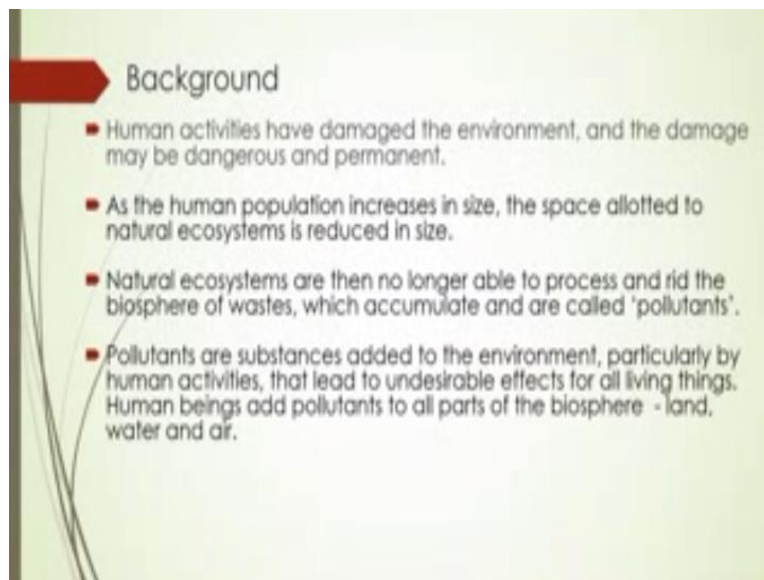 Background
Human activities have damaged the environment, and the damage
may be dangerous and permanent.
As the human population increases in size, the space allotted to
natural ecosystems is reduced in size.
Natural ecosystems are then no longer able to process and rid the
biosphere of wastes, which accumulate and are called 'pollutants'.
Pollutants are substances added to the environment, particularly by
human activities, that lead to undesirable effects for all living things.
Human beings add pollutants to all parts of the biosphere - land,
water and air.